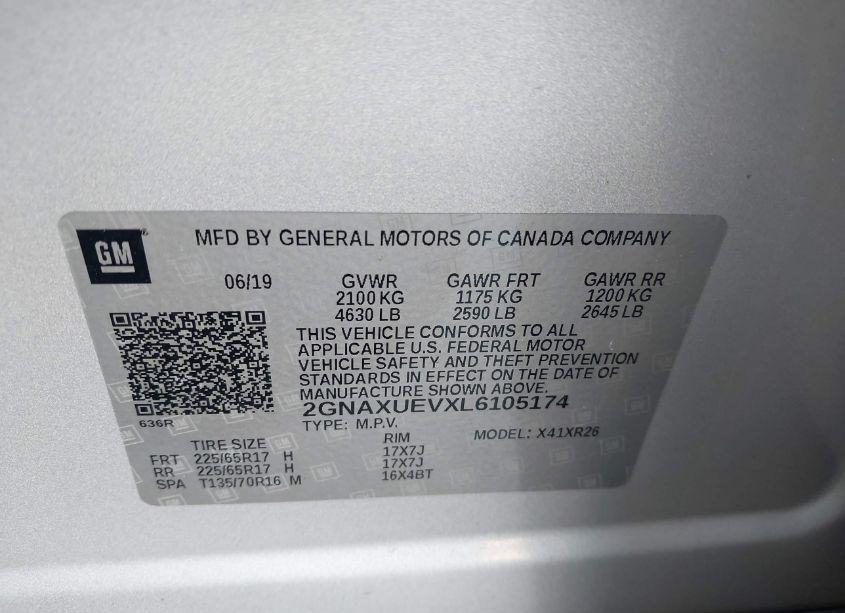 GM
MFD BY GENERAL MOTORS OF CANADA COMPANY
06/19 GVWR GAWR FRT GAWR RR
2100 KG 1175 KG 1200 KG
4630 LB 2590 LB 2645 LB
THIS VEHICLE CONFORMS TO ALL
APPLICABLE U.S. FEDERAL MOTOR
VEHICLE SAFETY AND THEFT PREVENTION
STANDARDS IN EFFECT ON THE DATE OF
MANUFACTURE SHOWN ABOVE.
2GNAXUEVXL6105174
636R
TYPE: M.P.V. MODEL: X41XR26
TIRE SIZE RIM
FRT 225/65R17 H 17X7J
RR 225/65R17 H 17X7J
SPA T135/70R16 M 16X4BT